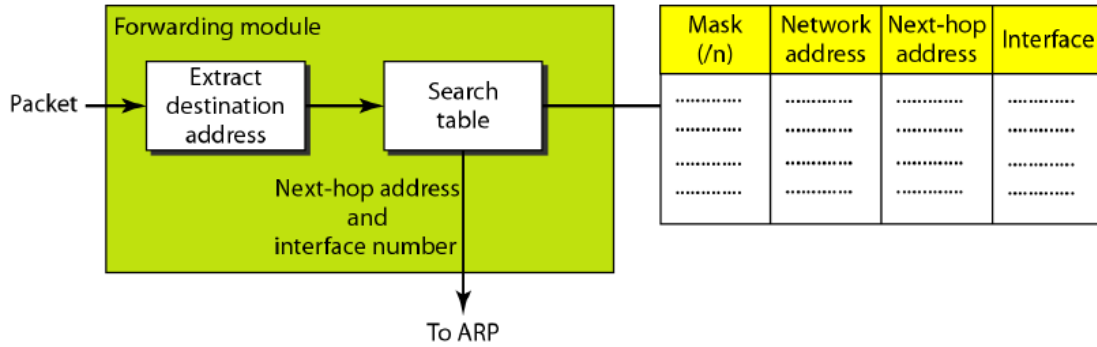 Forwarding module
Packet
Extract
destination
address
Search
table
Next-hop address
and
interface number
To ARP
Mask
(/n)
Network
address
Next-hop
address
Interface
............ ............ ............ ............
............ ............ ............ ............
............ ............ ............ ............
............ ............ ............ ............